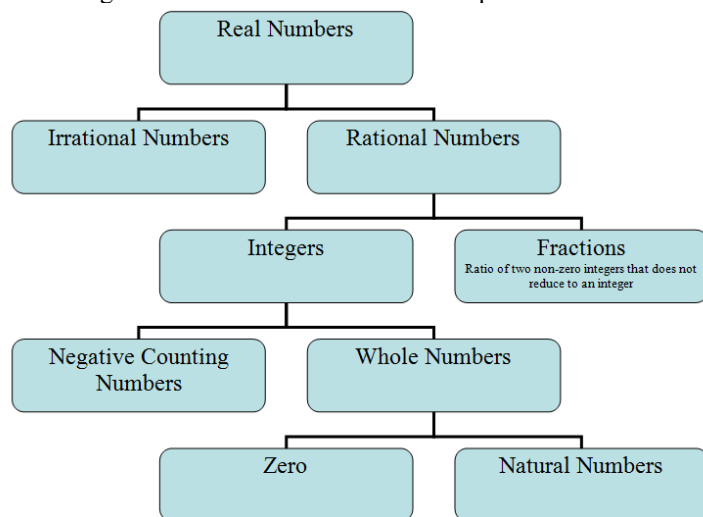 Real Numbers
Irrational Numbers
Rational Numbers
Integers
Fractions
Ratio of two non-zero integers that does not
reduce to an integer
Negative Counting
Numbers
Whole Numbers
Zero
Natural Numbers